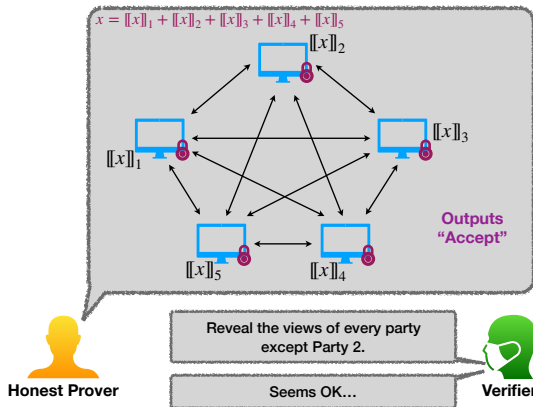 x = ⟦x⟧₁ + ⟦x⟧₂ + ⟦x⟧₃ + ⟦x⟧₄ + ⟦x⟧₅
⟦x⟧₂
⟦x⟧₁
⟦x⟧₃
Outputs
“Accept”
⟦x⟧₅
⟦x⟧₄
Reveal the views of every party
except Party 2.
Honest Prover
Seems OK…
Verifier